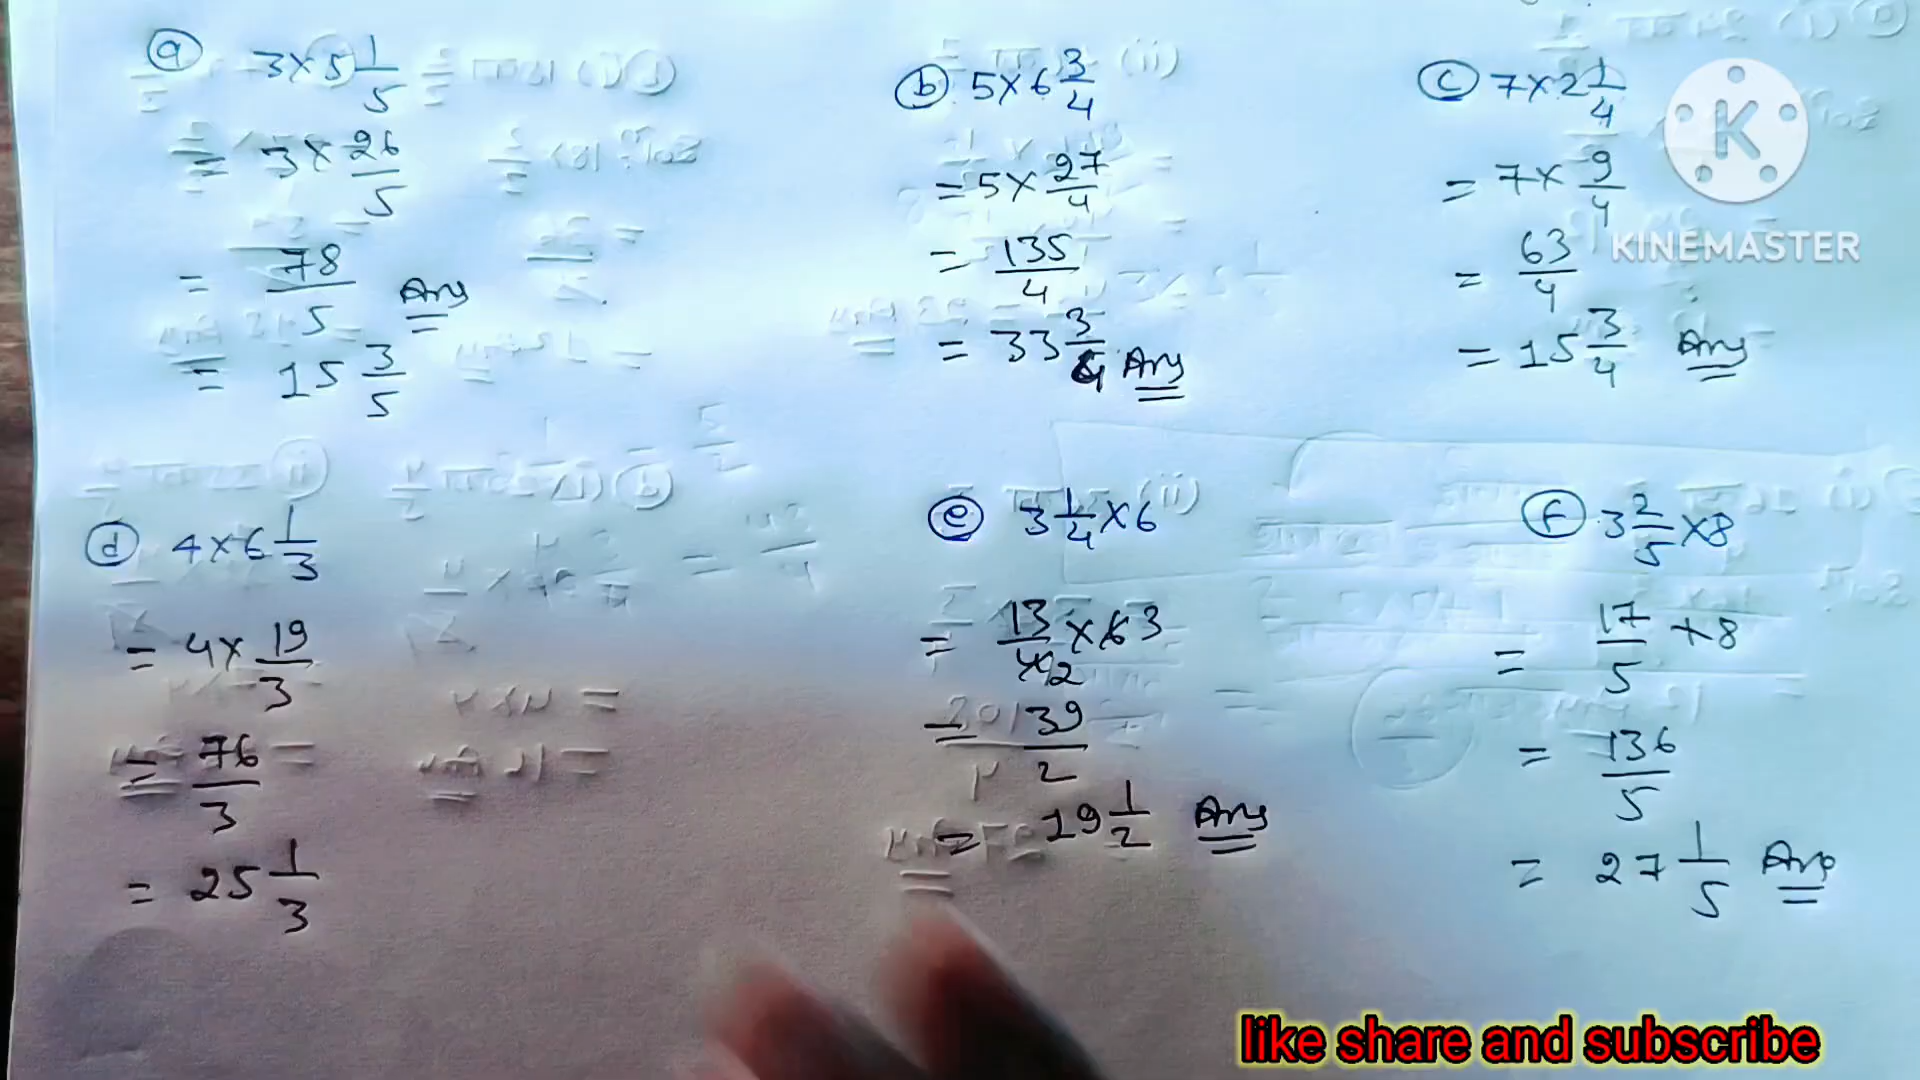 ⓐ 3×5 1/5
= 3×26/5
= 78/5 Ans
= 15 3/5
ⓑ 5×6 3/4
= 5×27/4
= 135/4
= 33 3/4 Ans
ⓒ 7×2 1/4
= 7×9/4
= 63/4
= 15 3/4 Ans
ⓓ 4×6 1/3
= 4×19/3
= 76/3
= 25 1/3
ⓔ 3 1/4×6
= 13/4 2 ×6 3
= 39/2
= 19 1/2 Ans
ⓕ 3 2/5×8
= 17/5 +8
= 136/5
= 27 1/5 Ans
K
KINEMASTER
like share and subscribe